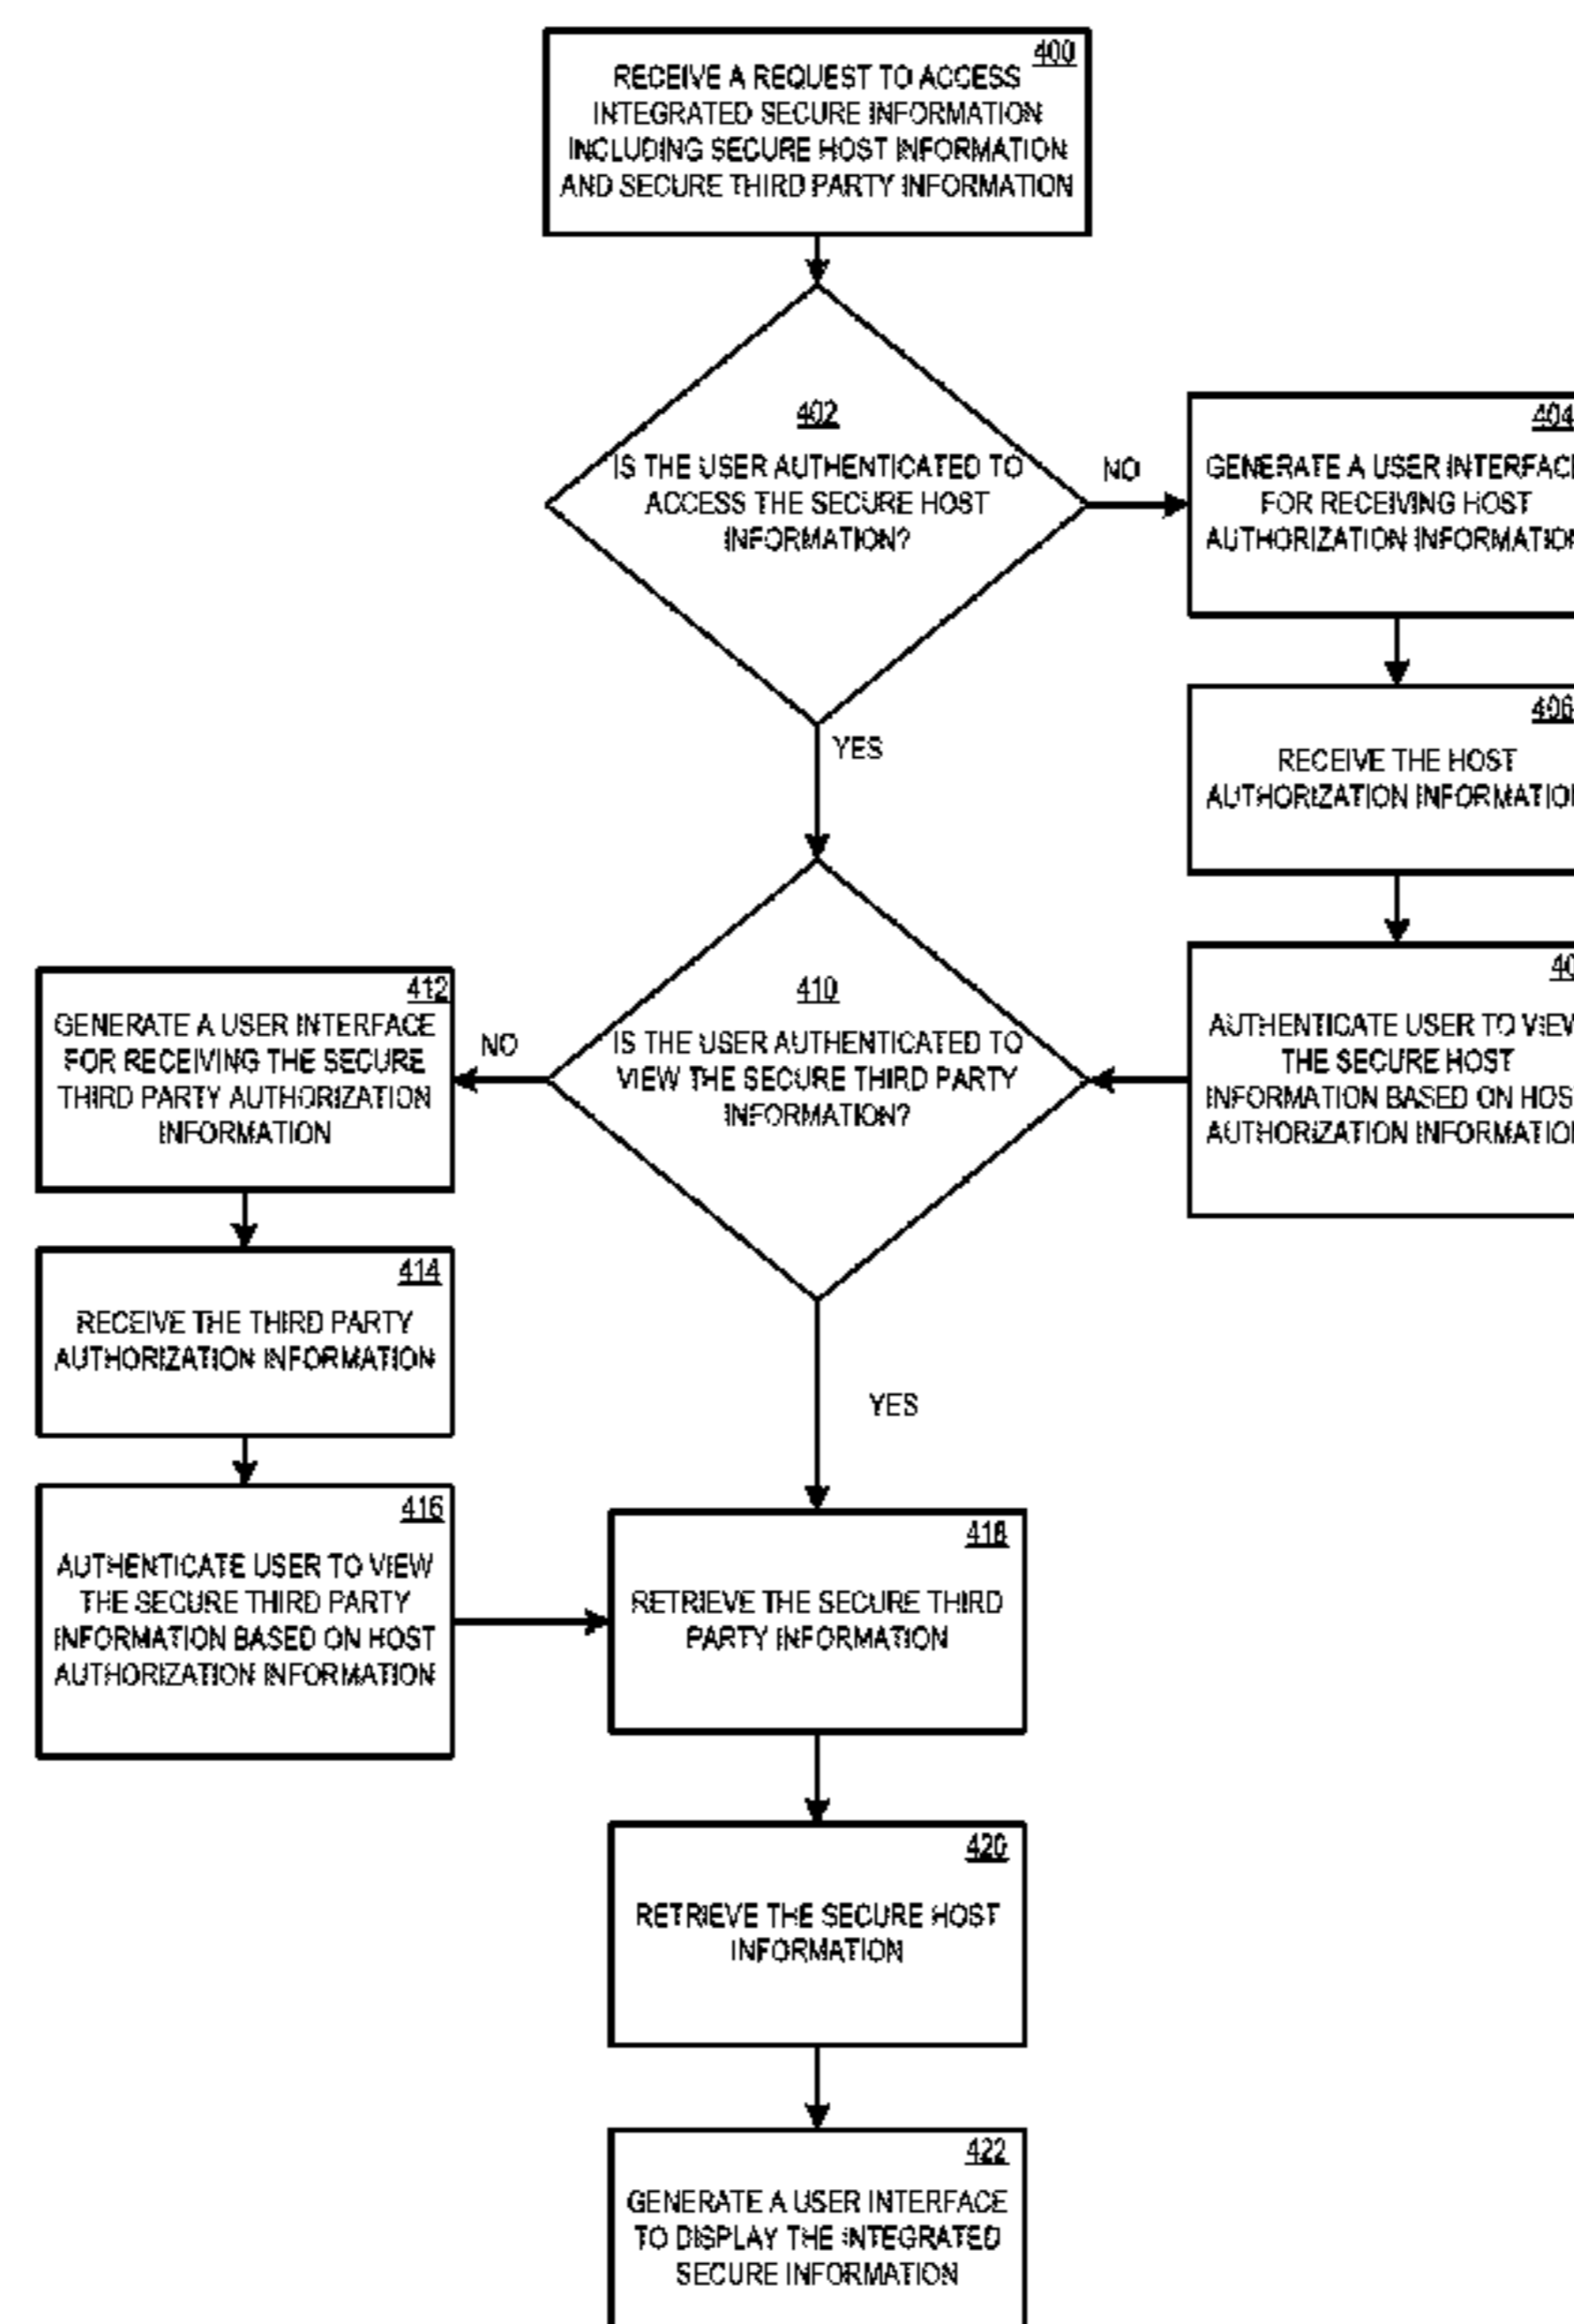 400
RECEIVE A REQUEST TO ACCESS
INTEGRATED SECURE INFORMATION
INCLUDING SECURE HOST INFORMATION
AND SECURE THIRD PARTY INFORMATION
402
IS THE USER AUTHENTICATED TO
ACCESS THE SECURE HOST
INFORMATION?
NO
404
GENERATE A USER INTERFACE
FOR RECEIVING HOST
AUTHORIZATION INFORMATION
YES
406
RECEIVE THE HOST
AUTHORIZATION INFORMATION
40
AUTHENTICATE USER TO VIEW
THE SECURE HOST
INFORMATION BASED ON HOST
AUTHORIZATION INFORMATION
410
IS THE USER AUTHENTICATED TO
VIEW THE SECURE THIRD PARTY
INFORMATION?
NO
412
GENERATE A USER INTERFACE
FOR RECEIVING THE SECURE
THIRD PARTY AUTHORIZATION
INFORMATION
414
RECEIVE THE THIRD PARTY
AUTHORIZATION INFORMATION
YES
416
AUTHENTICATE USER TO VIEW
THE SECURE THIRD PARTY
INFORMATION BASED ON HOST
AUTHORIZATION INFORMATION
418
RETRIEVE THE SECURE THIRD
PARTY INFORMATION
420
RETRIEVE THE SECURE HOST
INFORMATION
422
GENERATE A USER INTERFACE
TO DISPLAY THE INTEGRATED
SECURE INFORMATION